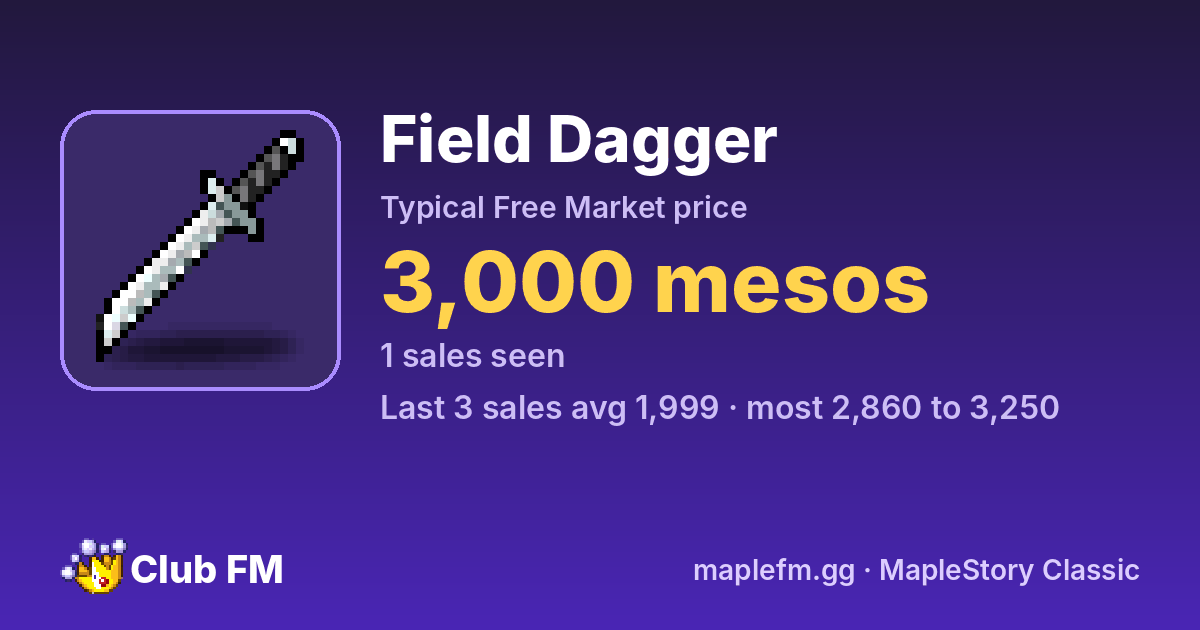 Field Dagger
Typical Free Market price
3,000 mesos
1 sales seen
Last 3 sales avg 1,999 · most 2,860 to 3,250
Club FM
maplefm.gg · MapleStory Classic